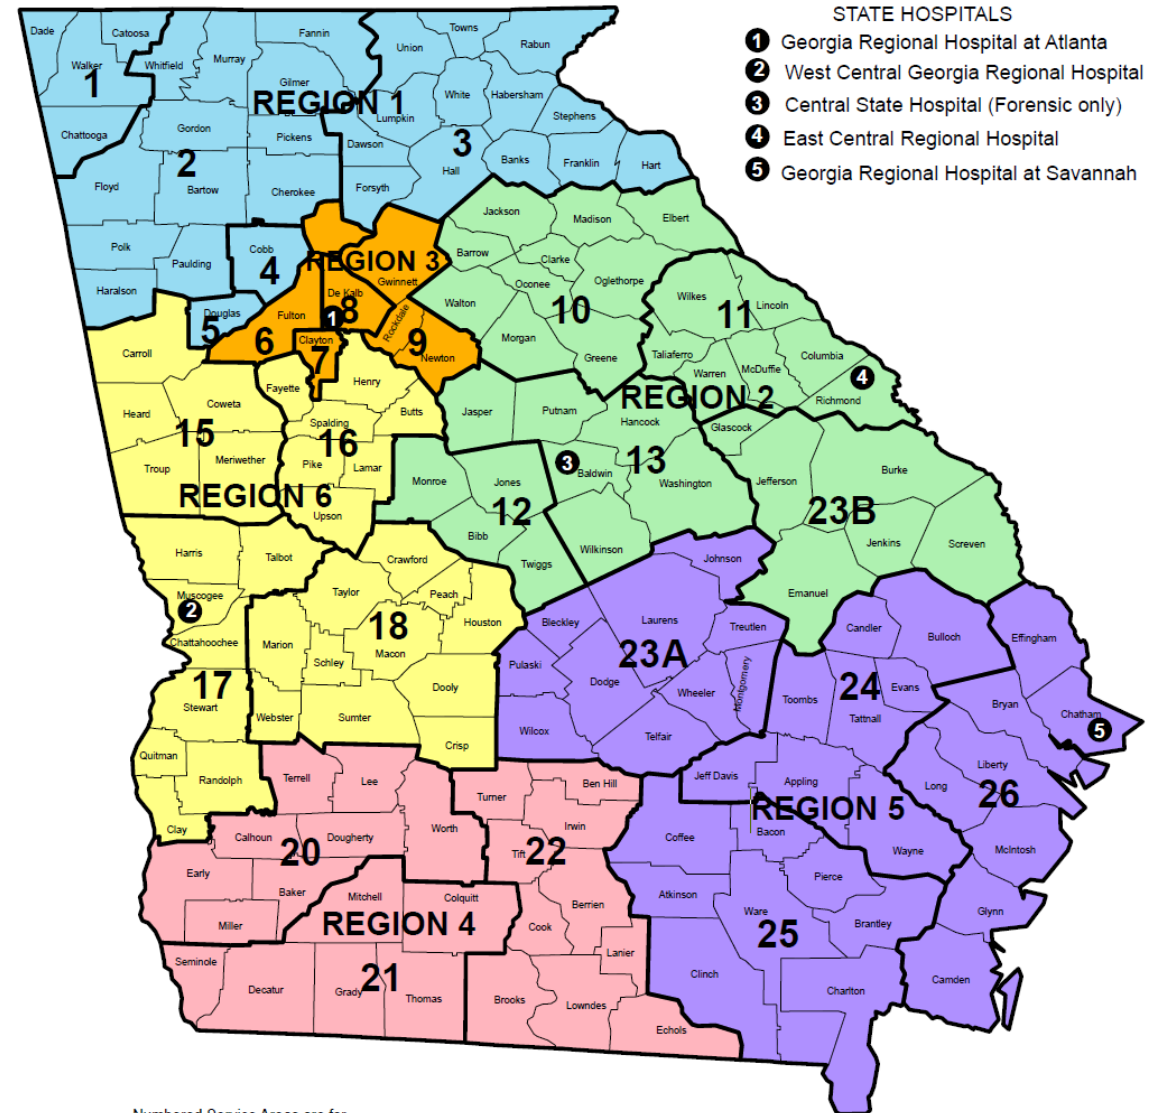 STATE HOSPITALS
1 Georgia Regional Hospital at Atlanta
2 West Central Georgia Regional Hospital
3 Central State Hospital (Forensic only)
4 East Central Regional Hospital
5 Georgia Regional Hospital at Savannah
Dade
Catoosa
Walker
1
Whitfield
Murray
Fannin
Gilmer
REGION 1
Chattooga
Gordon
2
Pickens
Floyd
Bartow
Cherokee
Polk
Paulding
Haralson
Cobb
4
Douglas
5
Union
Towns
Rabun
White
Habersham
Lumpkin
Stephens
Dawson
3
Hall
Banks
Franklin
Hart
Forsyth
REGION 3
Gwinnett
De Kalb
8
1
Fulton
6
Clayton
7
Rockdale
9
Newton
Jackson
Madison
Elbert
Barrow
Clarke
Oconee
Oglethorpe
Walton
10
Morgan
Greene
Wilkes
Lincoln
11
Taliaferro
Warren
McDuffie
Columbia
4
Richmond
REGION 2
Jasper
Putnam
Hancock
3
Baldwin
13
Washington
Wilkinson
Monroe
Jones
12
Bibb
Twiggs
Glascock
Jefferson
Burke
23B
Jenkins
Screven
Emanuel
Carroll
Heard
Coweta
15
Troup
Meriwether
REGION 6
Fayette
Henry
Spalding
Butts
16
Pike
Lamar
Upson
Harris
Talbot
Muscogee
2
Chattahoochee
17
Stewart
Quitman
Randolph
Clay
Crawford
Taylor
Peach
Houston
18
Marion
Schley
Macon
Dooly
Webster
Sumter
Crisp
Johnson
Bleckley
Laurens
Treutlen
Pulaski
23A
Dodge
Wheeler
Montgomery
Wilcox
Telfair
Candler
Bulloch
Toombs
24
Evans
Tattnall
Jeff Davis
Appling
REGION 5
Bacon
Wayne
Effingham
Bryan
Chatham
5
Liberty
Long
26
McIntosh
Glynn
Camden
Coffee
Pierce
Atkinson
Ware
25
Brantley
Clinch
Charlton
Terrell
Lee
Calhoun
Dougherty
Worth
20
Early
Baker
Miller
Mitchell
Colquitt
REGION 4
Seminole
Decatur
Grady
21
Thomas
Turner
Ben Hill
Irwin
Tift
22
Berrien
Cook
Lanier
Brooks
Lowndes
Echols
Numbered Service Areas are for